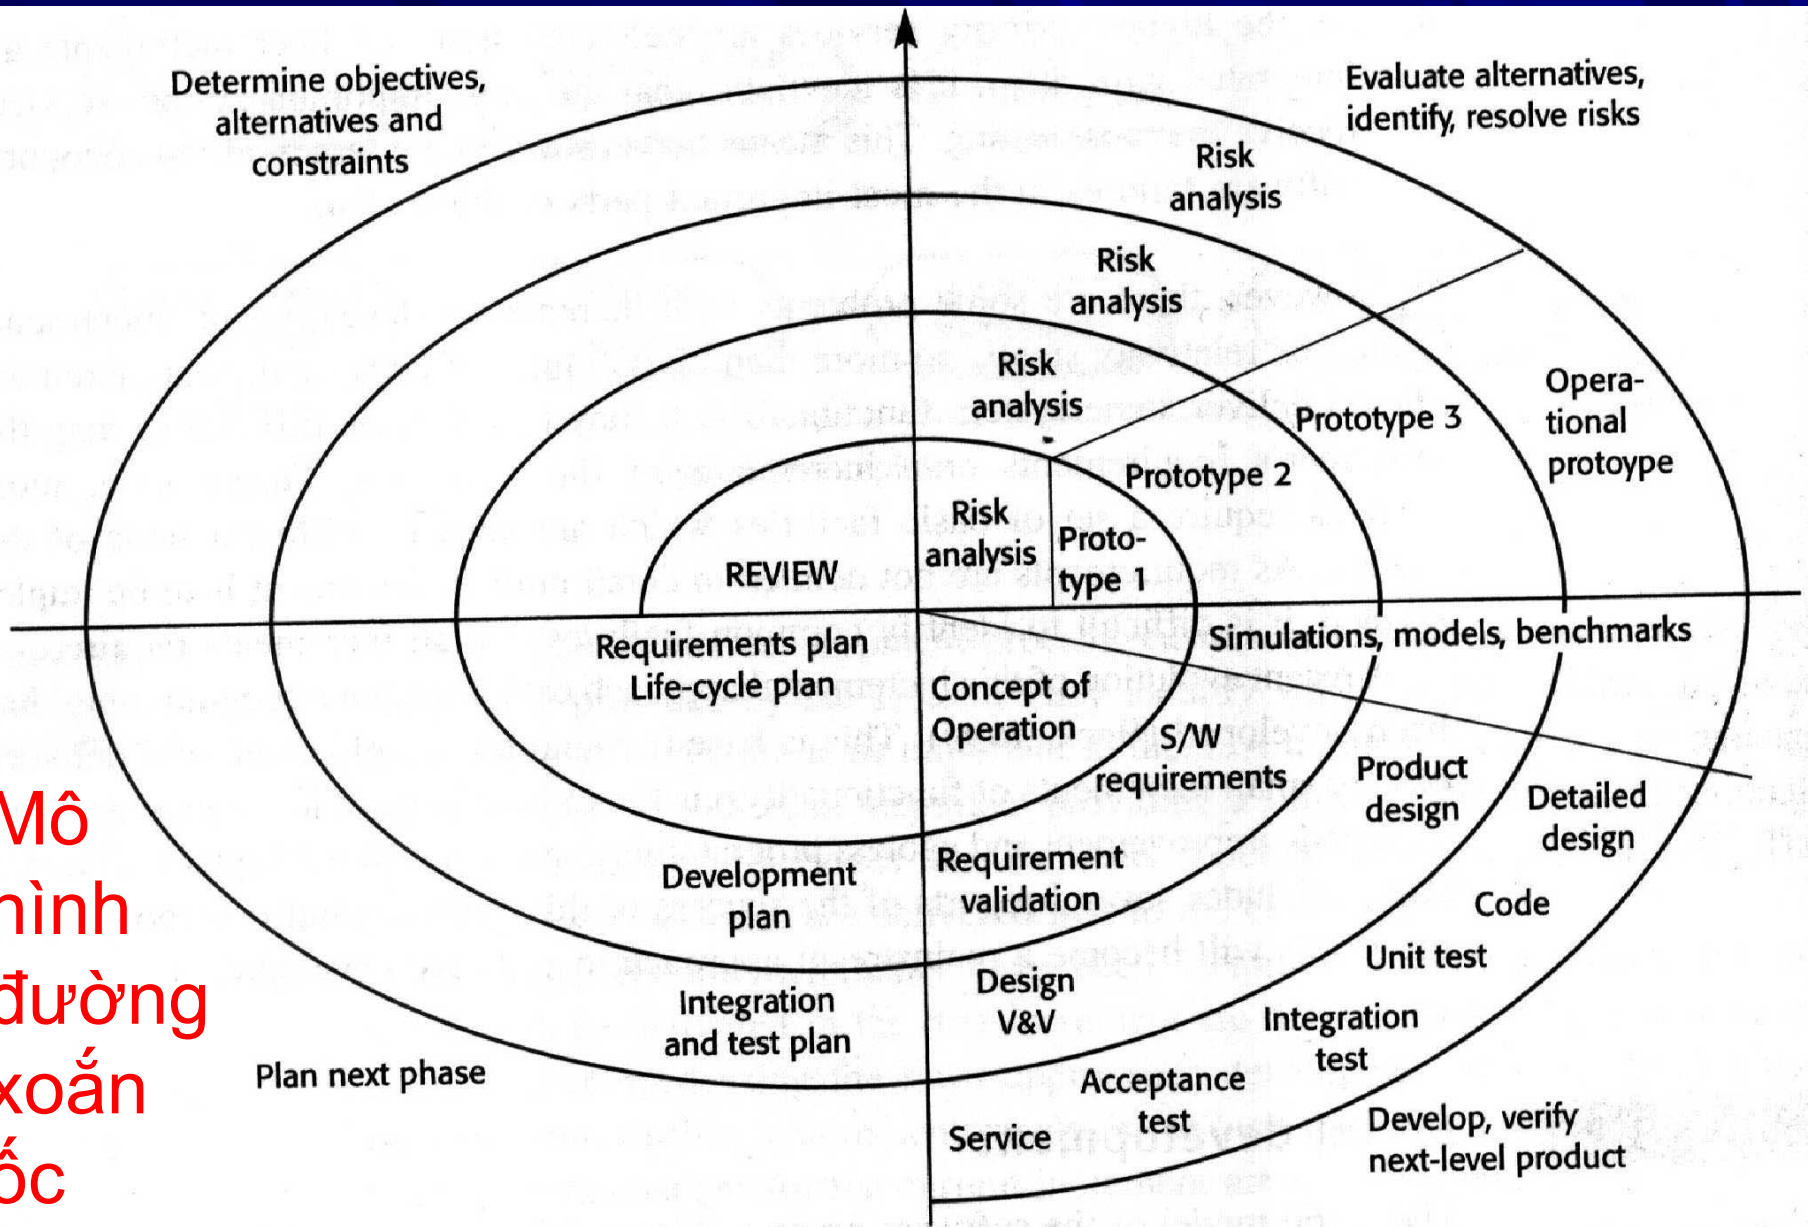 Determine objectives,
alternatives and
constraints
Evaluate alternatives,
identify, resolve risks
Risk
analysis
Risk
analysis
Risk
analysis
Risk
analysis
Proto-
type 1
Prototype 2
Prototype 3
Opera-
tional
protoype
REVIEW
Requirements plan
Life-cycle plan
Simulations, models, benchmarks
Concept of
Operation
S/W
requirements
Product
design
Detailed
design
Development
plan
Requirement
validation
Code
Unit test
Integration
and test plan
Design
V&V
Integration
test
Plan next phase
Acceptance
test
Service
Develop, verify
next-level product
Mô
hình
đường
xoắn
ốc